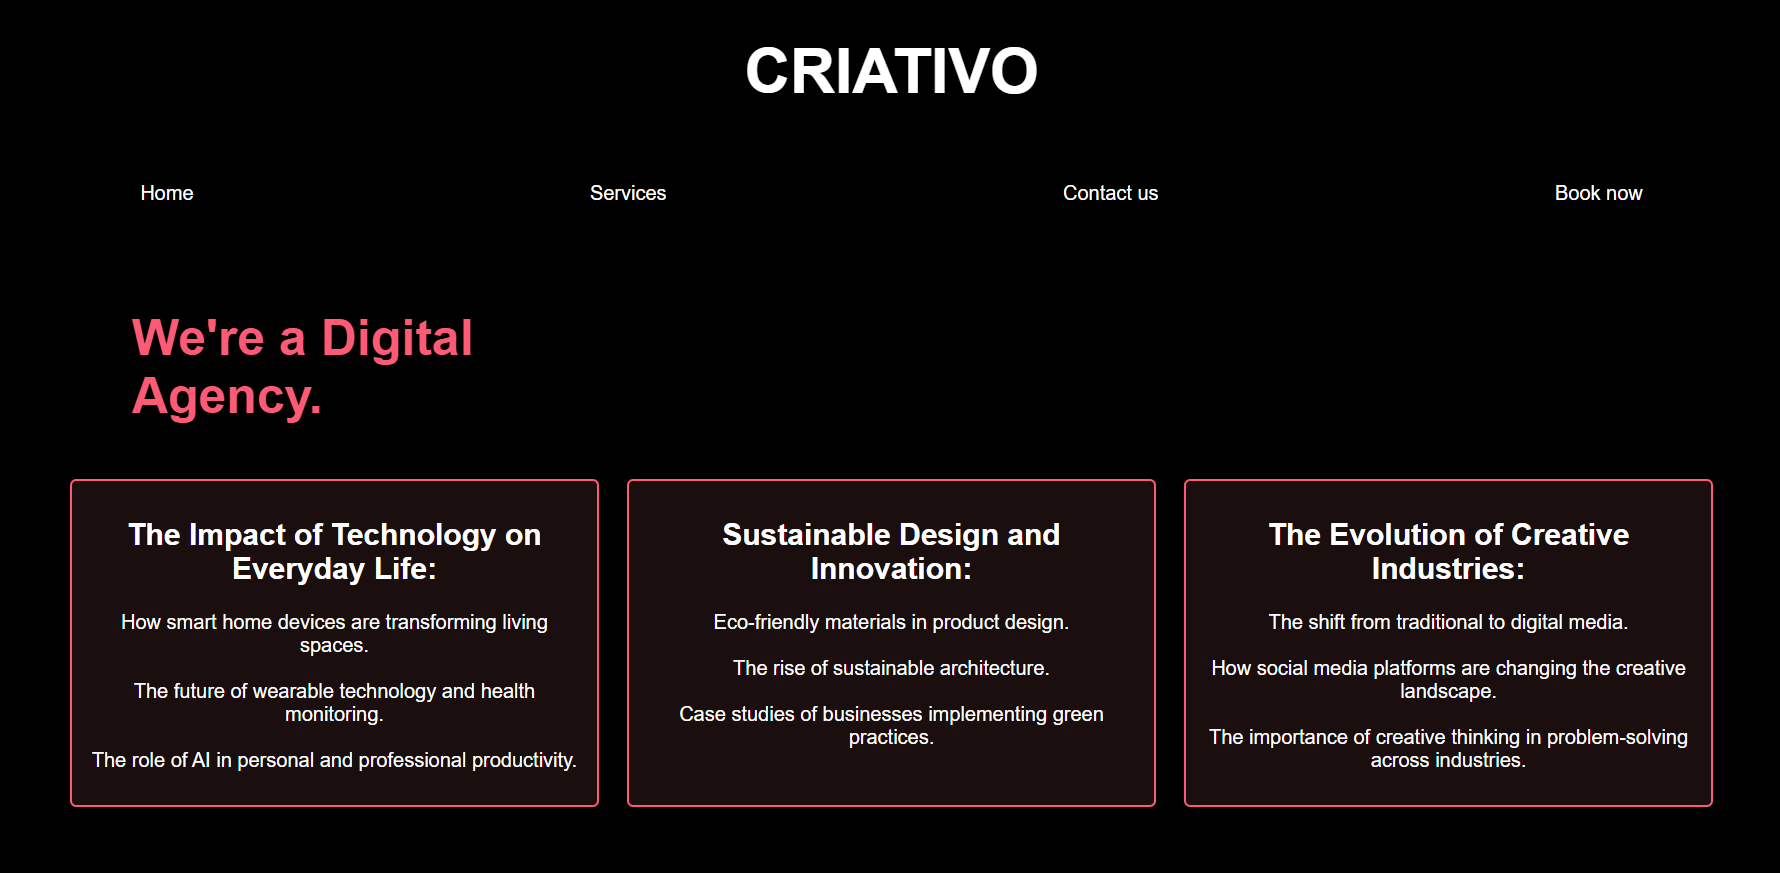 CRIATIVO
Home
Services
Contact us
Book now
We're a Digital
Agency.
The Impact of Technology on
Everyday Life:
How smart home devices are transforming living
spaces.
The future of wearable technology and health
monitoring.
The role of AI in personal and professional productivity.
Sustainable Design and
Innovation:
Eco-friendly materials in product design.
The rise of sustainable architecture.
Case studies of businesses implementing green
practices.
The Evolution of Creative
Industries:
The shift from traditional to digital media.
How social media platforms are changing the creative
landscape.
The importance of creative thinking in problem-solving
across industries.